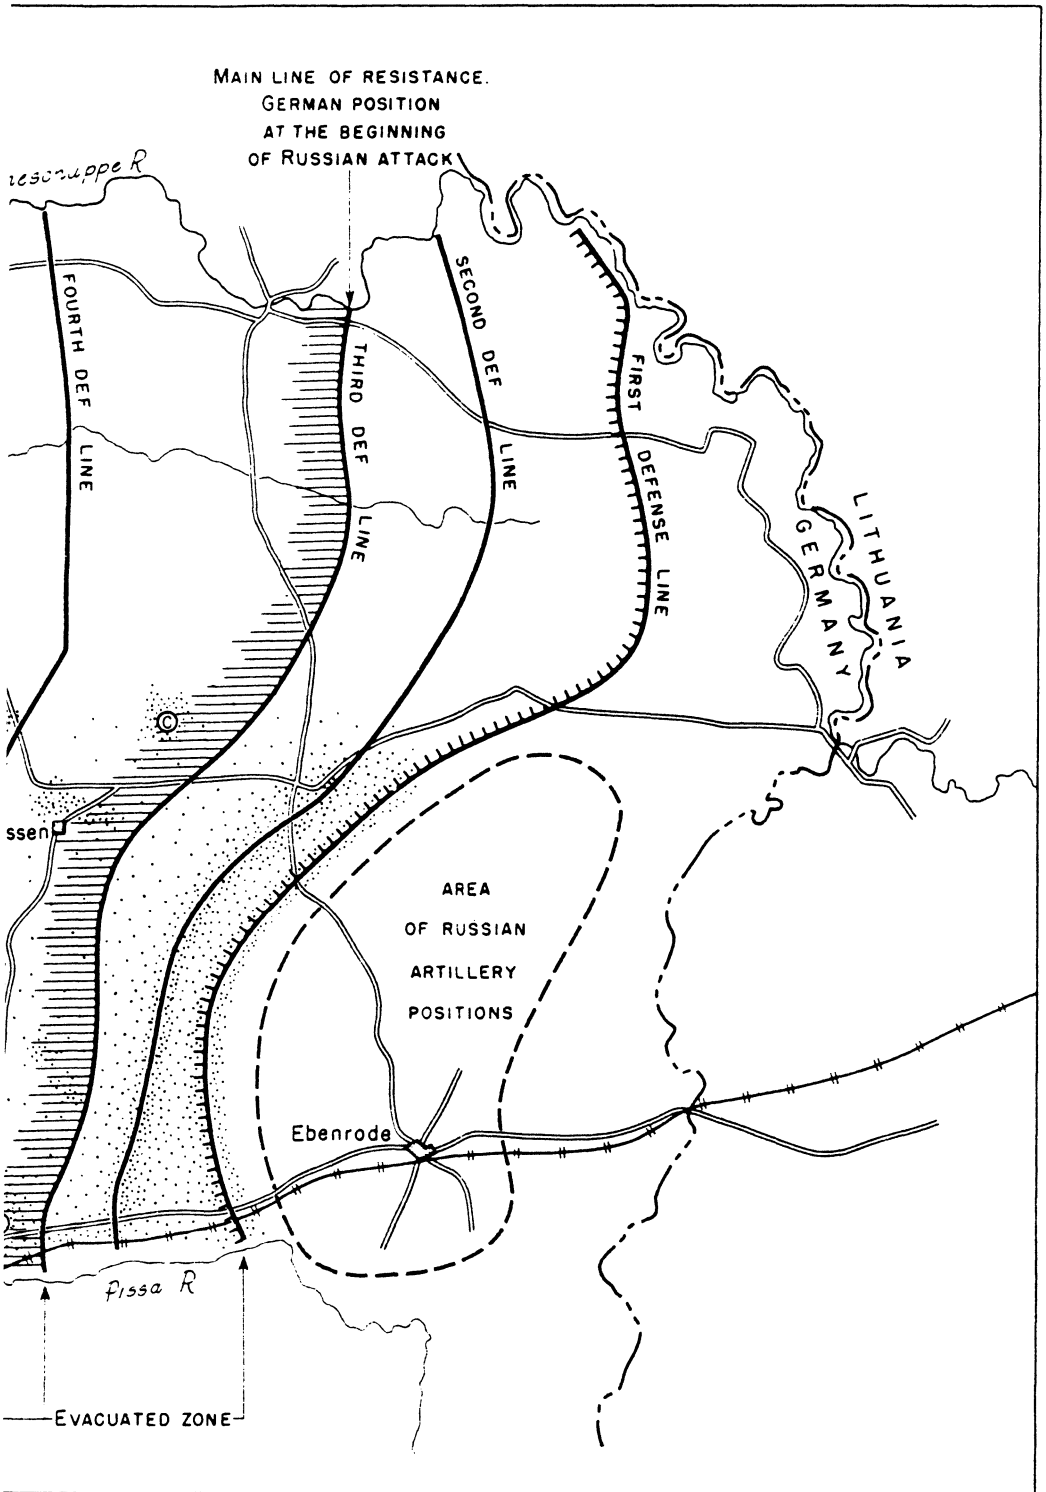 MAIN LINE OF RESISTANCE.
GERMAN POSITION
AT THE BEGINNING
OF RUSSIAN ATTACK
R
FOURTH DEF LINE
THIRD DEF LINE
SECOND DEF LINE
FIRST DEFENSE LINE
LITHUANIA
GERMANY
©
ssen
AREA
OF RUSSIAN
ARTILLERY
POSITIONS
Ebenrode
Pissa R
EVACUATED ZONE